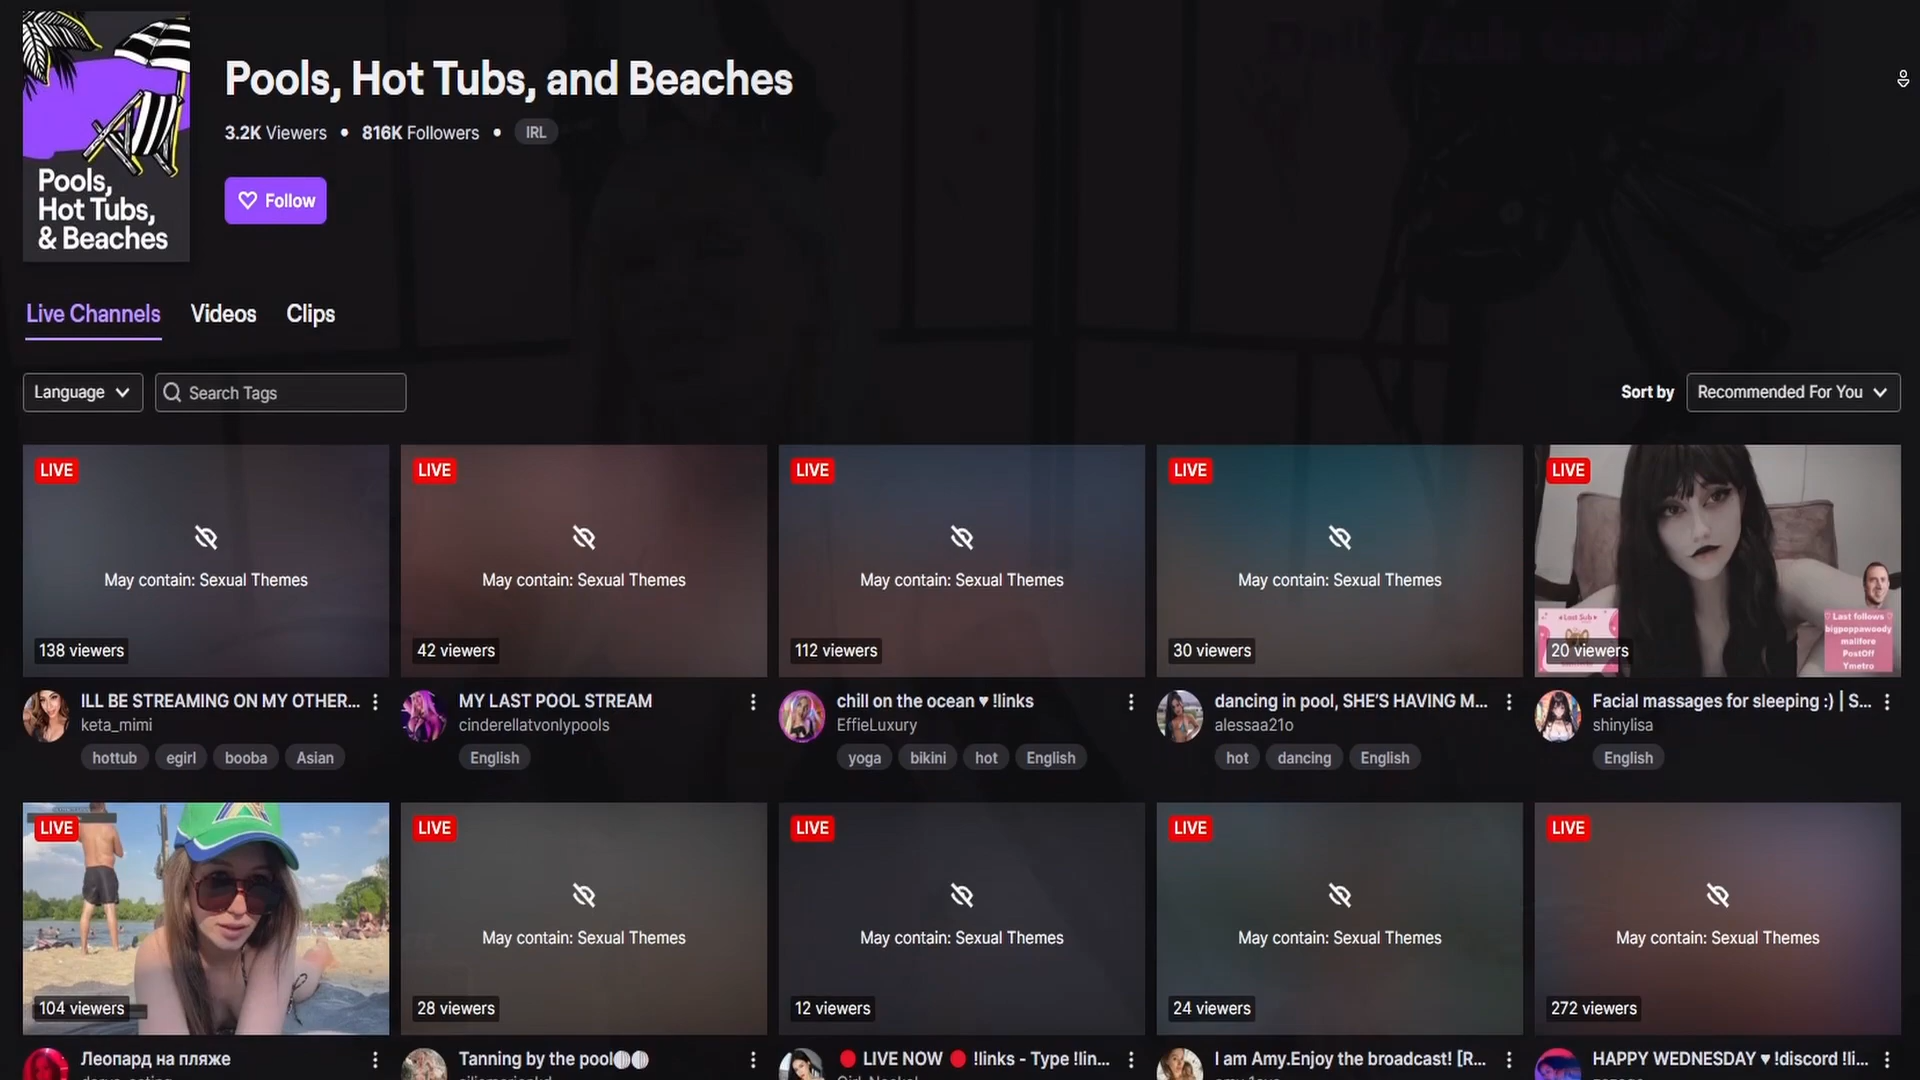 Pools,
Hot Tubs,
& Beaches
Pools, Hot Tubs, and Beaches
3.2K Viewers • 816K Followers • IRL
Follow
Live Channels Videos Clips
Language Search Tags Sort by Recommended For You
LIVE
May contain: Sexual Themes
138 viewers
ILL BE STREAMING ON MY OTHER...
keta_mimi
hottub egirl booba Asian
LIVE
May contain: Sexual Themes
42 viewers
MY LAST POOL STREAM
cinderellatvonlypools
English
LIVE
May contain: Sexual Themes
112 viewers
chill on the ocean ♥ !links
EffieLuxury
yoga bikini hot English
LIVE
May contain: Sexual Themes
30 viewers
dancing in pool, SHE'S HAVING M...
alessaa21o
hot dancing English
LIVE
Last Sub
Last follows
bigpoppawoody
malifore
PostOff
Ymetro
20 viewers
Facial massages for sleeping :) | S...
shinylisa
English
LIVE
104 viewers
Леопард на пляже
LIVE
May contain: Sexual Themes
28 viewers
Tanning by the pool
LIVE
May contain: Sexual Themes
12 viewers
🔴 LIVE NOW 🔴 !links - Type !lin...
LIVE
May contain: Sexual Themes
24 viewers
I am Amy.Enjoy the broadcast! [R...
LIVE
May contain: Sexual Themes
272 viewers
HAPPY WEDNESDAY ♥ !discord !li...